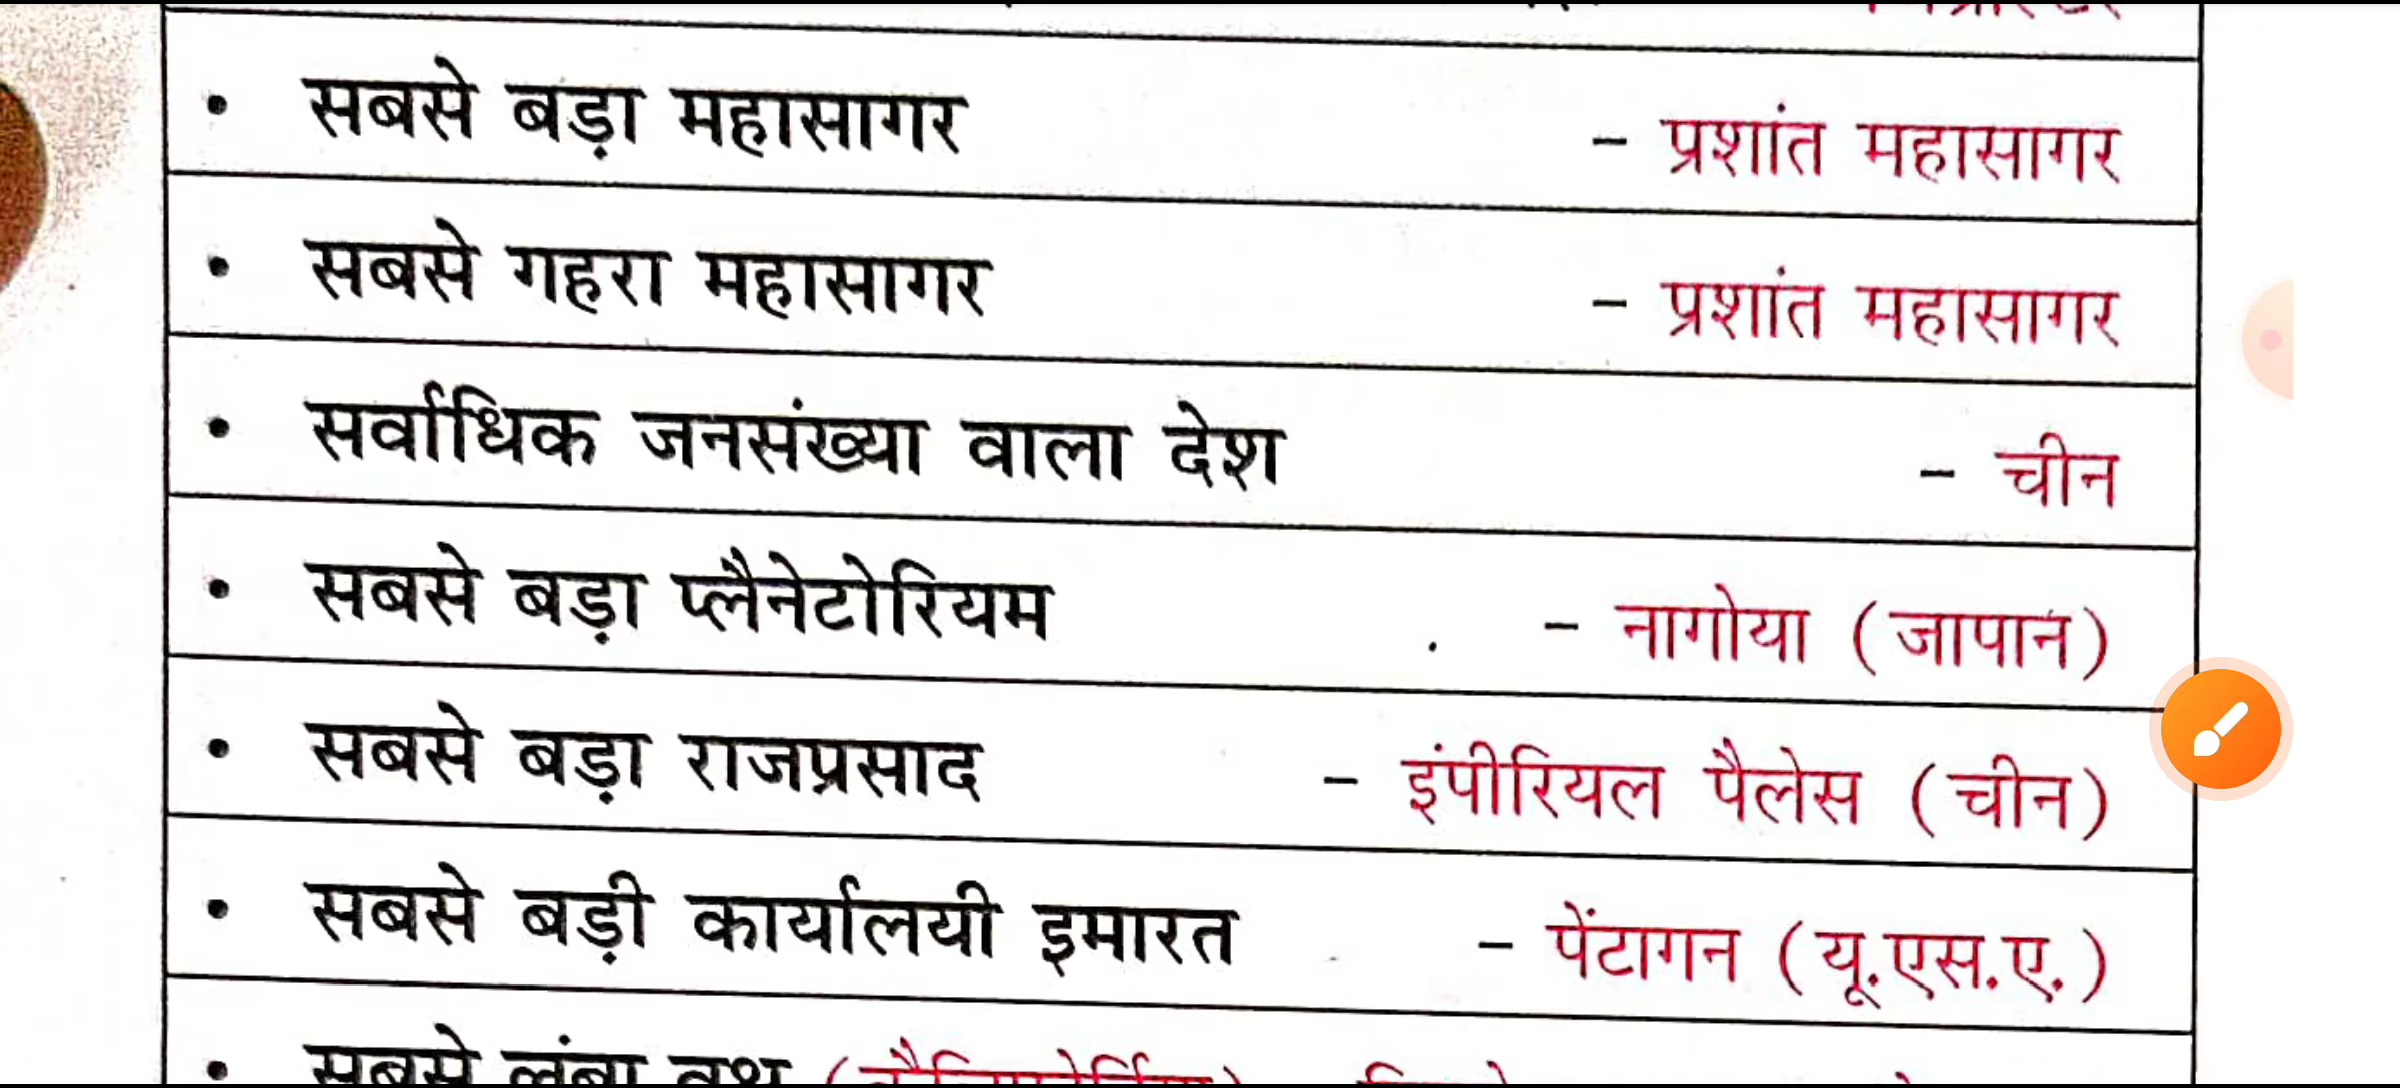 • सबसे बड़ा महासागर – प्रशांत महासागर
• सबसे गहरा महासागर – प्रशांत महासागर
• सर्वाधिक जनसंख्या वाला देश – चीन
• सबसे बड़ा प्लैनेटोरियम – नागोया (जापान)
• सबसे बड़ा राजप्रसाद – इंपीरियल पैलेस (चीन)
• सबसे बड़ी कार्यालयी इमारत – पेंटागन (यू.एस.ए.)
• सबसे लंबा